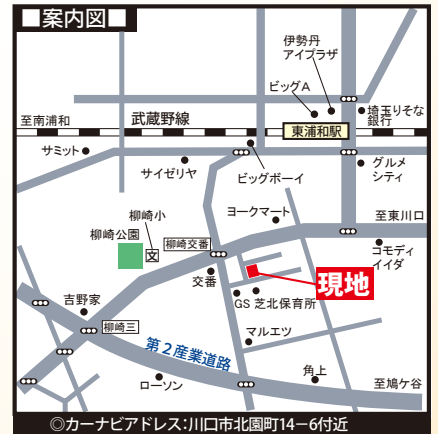 ■案内図■
伊勢丹
アイプラザ
ビッグA
埼玉りそな
銀行
至南浦和
武蔵野線
東浦和駅
サミット
サイゼリヤ
ビッグボーイ
グルメ
シティ
柳崎小
ヨークマート
至東川口
柳崎公園
文
柳崎交番
コモディ
イイダ
交番
現地
吉野家
GS
芝北保育所
柳崎三
マルエツ
第2産業道路
角上
ローソン
至鳩ケ谷
◎カーナビアドレス:川口市北園町14-6付近